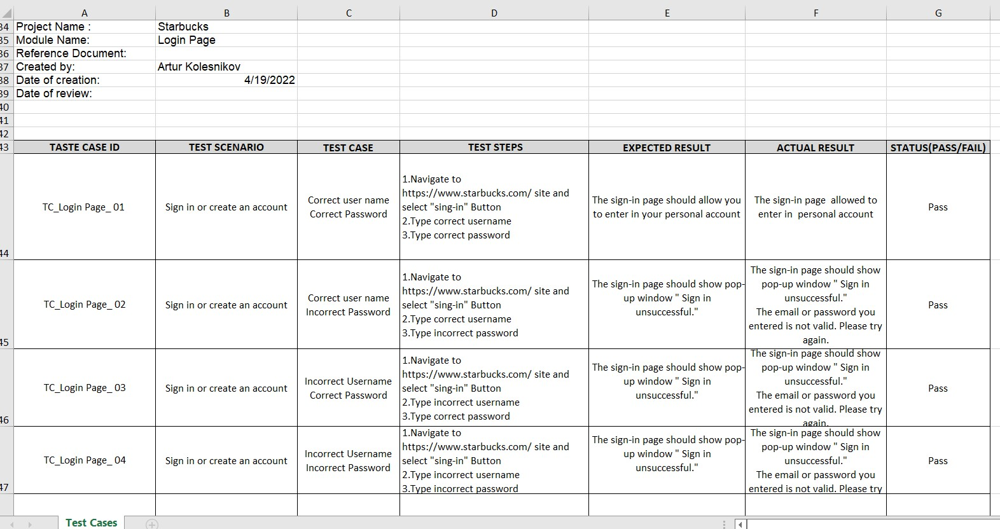 A B C D E F G
34 Project Name : Starbucks
35 Module Name: Login Page
36 Reference Document:
37 Created by: Artur Kolesnikov
38 Date of creation: 4/19/2022
39 Date of review:
40
41
42
43 TASTE CASE ID TEST SCENARIO TEST CASE TEST STEPS EXPECTED RESULT ACTUAL RESULT STATUS(PASS/FAIL)
44
TC_Login Page_ 01
Sign in or create an account
Correct user name
Correct Password
1.Navigate to
https://www.starbucks.com/ site and
select "sing-in" Button
2.Type correct username
3.Type correct password
The sign-in page should allow you
to enter in your personal account
The sign-in page  allowed to
enter in  personal account
Pass
45
TC_Login Page_ 02
Sign in or create an account
Correct user name
Incorrect Password
1.Navigate to
https://www.starbucks.com/ site and
select "sing-in" Button
2.Type correct username
3.Type incorrect password
The sign-in page should show pop-
up window " Sign in
unsuccessful."
The sign-in page should show
pop-up window " Sign in
unsuccessful."
The email or password you
entered is not valid. Please try
again.
Pass
46
TC_Login Page_ 03
Sign in or create an account
Incorrect Username
Correct Password
1.Navigate to
https://www.starbucks.com/ site and
select "sing-in" Button
2.Type incorrect username
3.Type correct password
The sign-in page should show pop-
up window " Sign in
unsuccessful."
The sign-in page should show
pop-up window " Sign in
unsuccessful."
The email or password you
entered is not valid. Please try
again.
Pass
47
TC_Login Page_ 04
Sign in or create an account
Incorrect Username
Incorrect Password
1.Navigate to
https://www.starbucks.com/ site and
select "sing-in" Button
2.Type incorrect username
3.Type incorrect password
The sign-in page should show pop-
up window " Sign in
unsuccessful."
The sign-in page should show
pop-up window " Sign in
unsuccessful."
The email or password you
entered is not valid. Please try
Pass
Test Cases